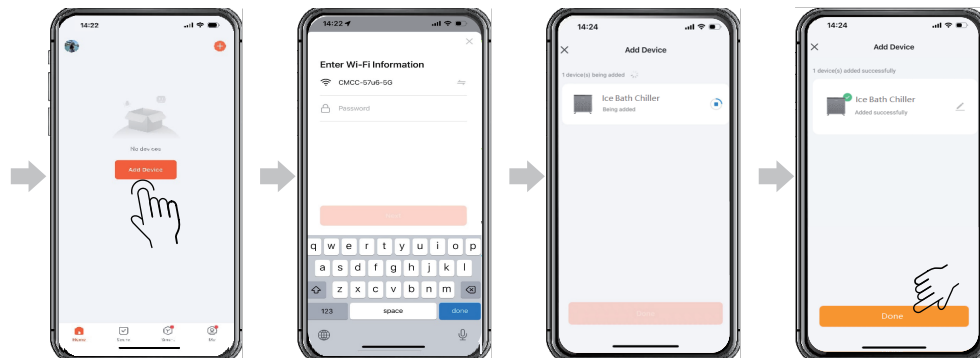 14:22
No devices
Add Device
Home
Me
14:22
Enter Wi-Fi Information
CMCC-57u6-5G
Password
q w e r t y u i o p
a s d f g h j k l
z x c v b n m
123 space done
14:24
Add Device
1 device(s) being added
Ice Bath Chiller
Being added
Done
14:24
Add Device
1 device(s) added successfully
Ice Bath Chiller
Added successfully
Done